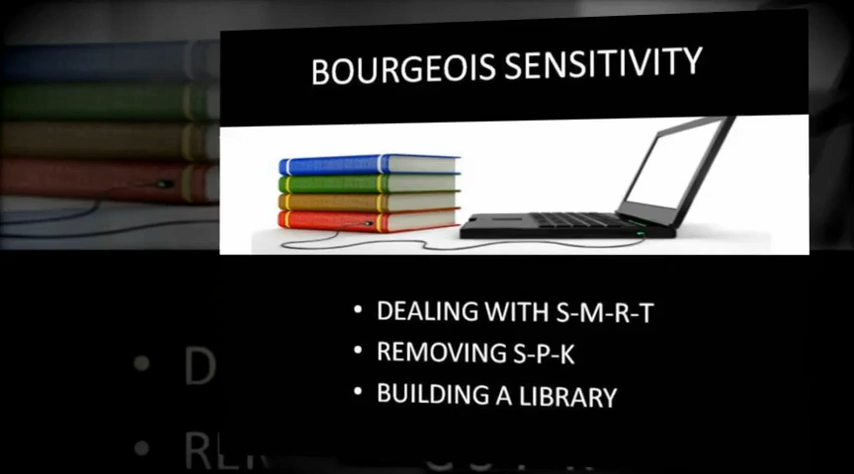 BOURGEOIS SENSITIVITY
• DEALING WITH S-M-R-T
• REMOVING S-P-K
• BUILDING A LIBRARY